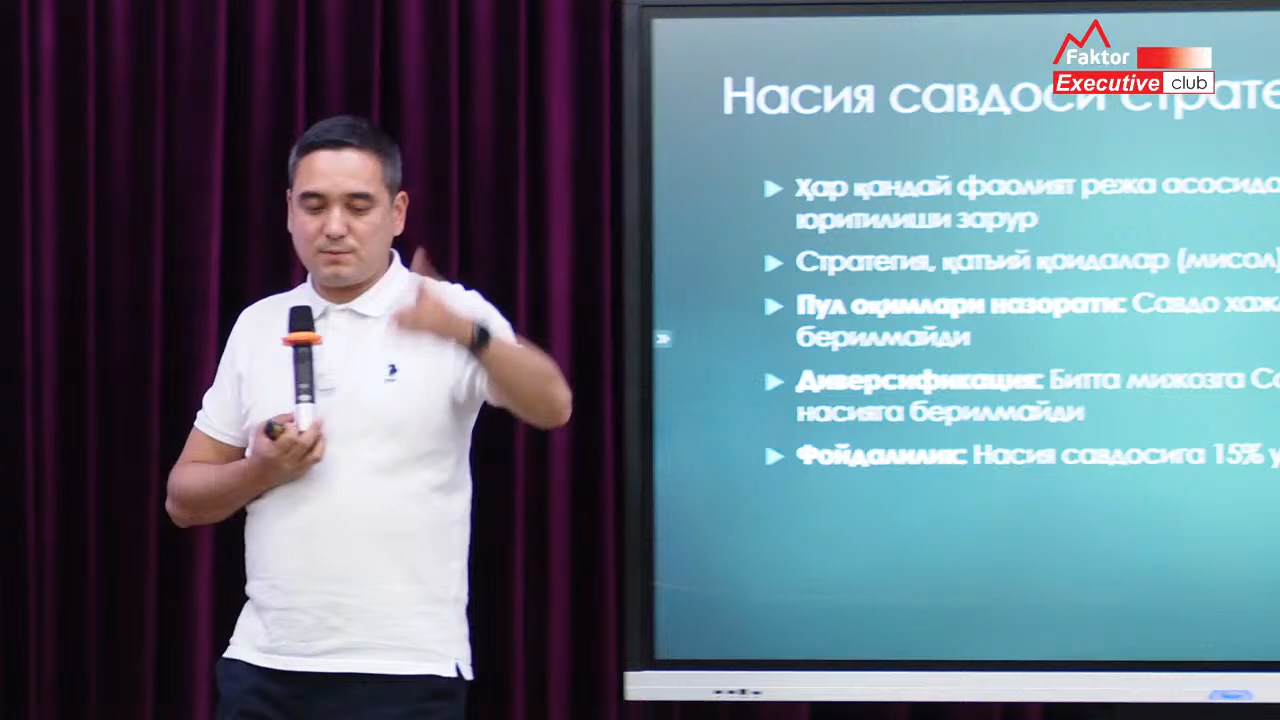 Faktor
Executive club
Насия савдоси страте
Ҳар қандай фаолият режа асосида
юритилиши зарур
Стратегия, қатъий қоидалар (мисол)
Пул оқимлари назорати: Савдо хаж
берилмайди
Диверсификация: Битта мижозга Са
насияга берилмайди
Фойдалилик: Насия савдосига 15% у